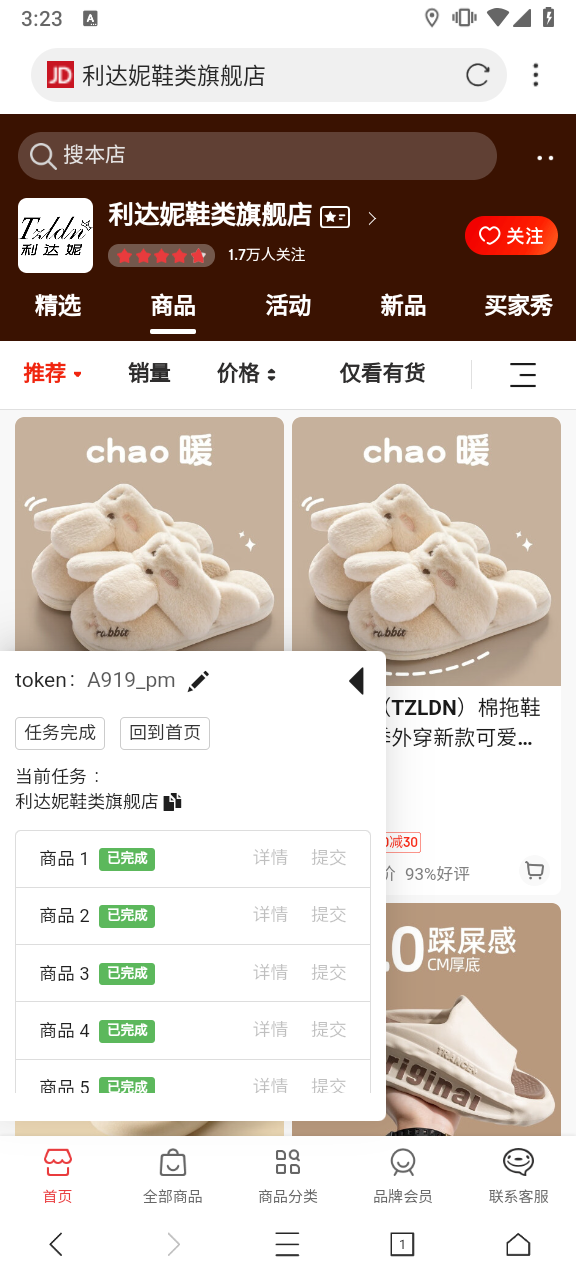 3:23
A
JD 利达妮鞋类旗舰店
搜本店
Tzldn
利达妮
利达妮鞋类旗舰店
1.7万人关注
关注
精选 商品 活动 新品 买家秀
推荐 销量 价格 仅看有货
chao 暖
chao 暖
rabbit
rabbit
token： A919_pm
（TZLDN）棉拖鞋
任务完成 回到首页
外穿新款可爱...
当前任务：
利达妮鞋类旗舰店
商品 1 已完成 详情 提交
0减30
93%好评
商品 2 已完成 详情 提交
.0 踩屎感
CM厚底
商品 3 已完成 详情 提交
商品 4 已完成 详情 提交
商品 5 已完成 详情 提交
original
首页 全部商品 商品分类 品牌会员 联系客服
1